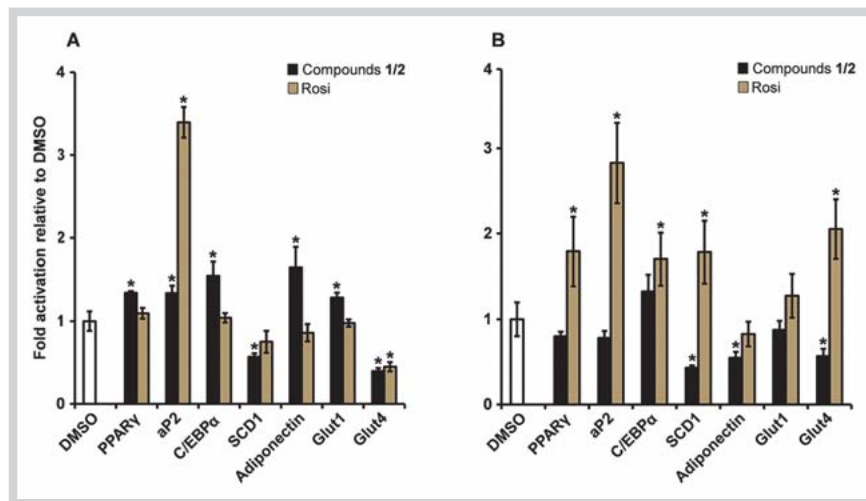 A
Compounds 1/2
Rosi
Fold activation relative to DMSO
4
3
2
1
0
*
*
*
*
*
*
*
*
*
DMSO
PPARγ
aP2
C/EBPα
SCD1
Adiponectin
Glut1
Glut4
B
Compounds 1/2
Rosi
4
3
2
1
0
*
*
*
*
*
*
*
*
DMSO
PPARγ
aP2
C/EBPα
SCD1
Adiponectin
Glut1
Glut4